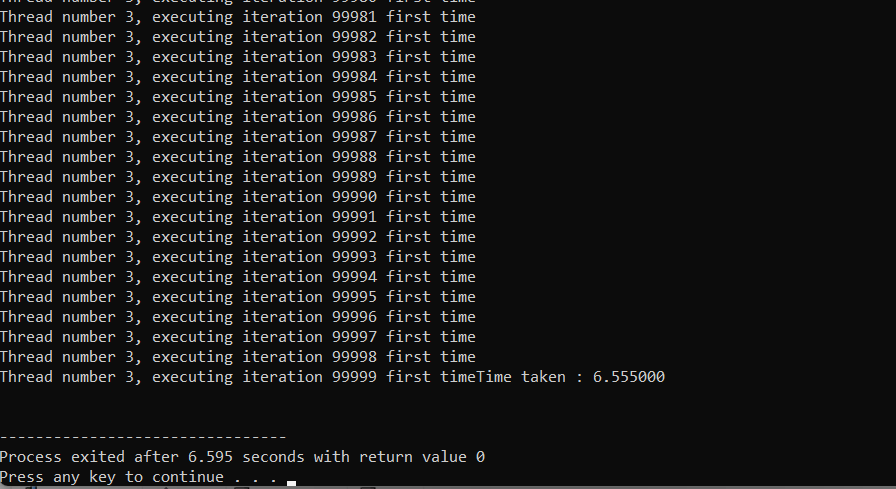 Thread number 3, executing iteration 99980 first time
Thread number 3, executing iteration 99981 first time
Thread number 3, executing iteration 99982 first time
Thread number 3, executing iteration 99983 first time
Thread number 3, executing iteration 99984 first time
Thread number 3, executing iteration 99985 first time
Thread number 3, executing iteration 99986 first time
Thread number 3, executing iteration 99987 first time
Thread number 3, executing iteration 99988 first time
Thread number 3, executing iteration 99989 first time
Thread number 3, executing iteration 99990 first time
Thread number 3, executing iteration 99991 first time
Thread number 3, executing iteration 99992 first time
Thread number 3, executing iteration 99993 first time
Thread number 3, executing iteration 99994 first time
Thread number 3, executing iteration 99995 first time
Thread number 3, executing iteration 99996 first time
Thread number 3, executing iteration 99997 first time
Thread number 3, executing iteration 99998 first time
Thread number 3, executing iteration 99999 first timeTime taken : 6.555000
--------------------------------
Process exited after 6.595 seconds with return value 0
Press any key to continue . . .